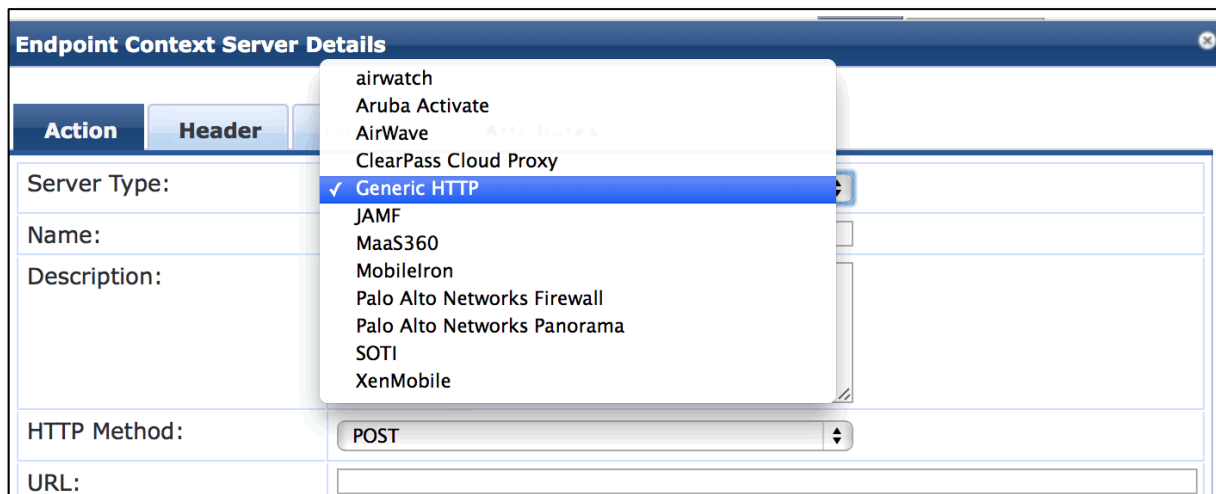 Endpoint Context Server Details
Action Header Attributes
Server Type:
airwatch
Aruba Activate
AirWave
ClearPass Cloud Proxy
✓ Generic HTTP
JAMF
MaaS360
MobileIron
Palo Alto Networks Firewall
Palo Alto Networks Panorama
SOTI
XenMobile
Name:
Description:
HTTP Method: POST
URL: